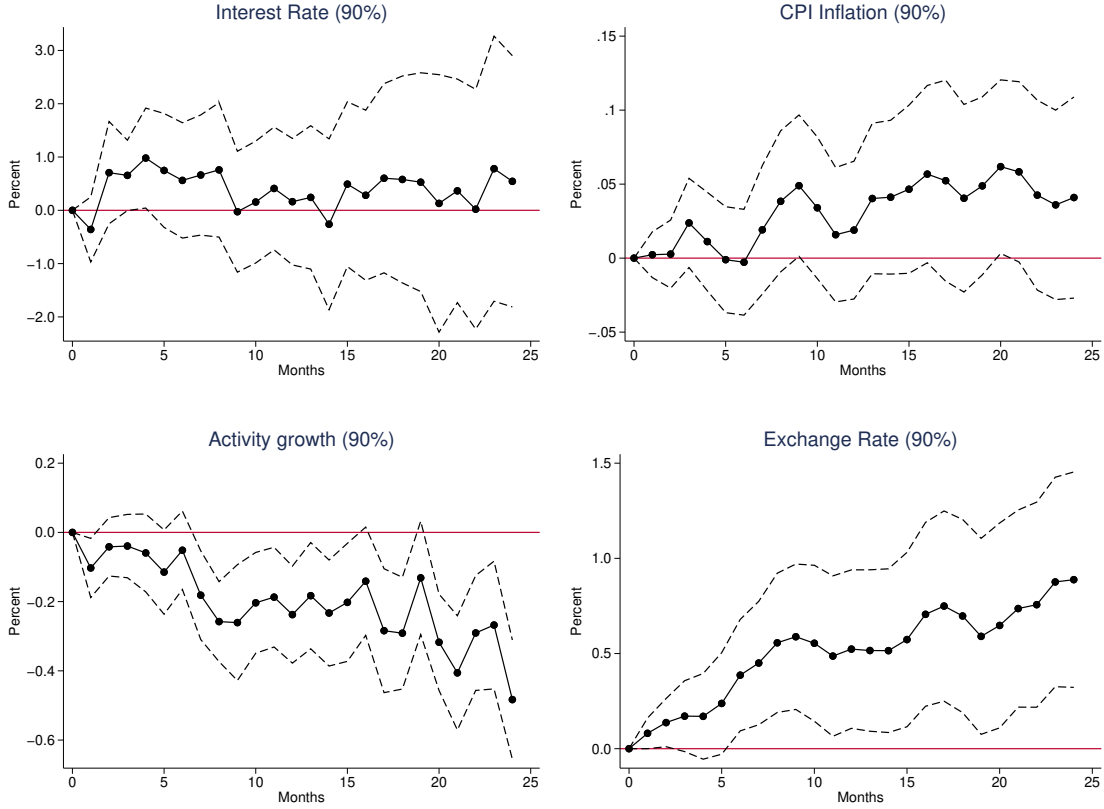 Interest Rate (90%)
3.0
2.0
1.0
0.0
−1.0
−2.0
Percent
0 5 10 15 20 25
Months
CPI Inflation (90%)
.15
.1
.05
0
−.05
Percent
0 5 10 15 20 25
Months
Activity growth (90%)
0.2
0.0
−0.2
−0.4
−0.6
Percent
0 5 10 15 20 25
Months
Exchange Rate (90%)
1.5
1.0
0.5
0.0
Percent
0 5 10 15 20 25
Months